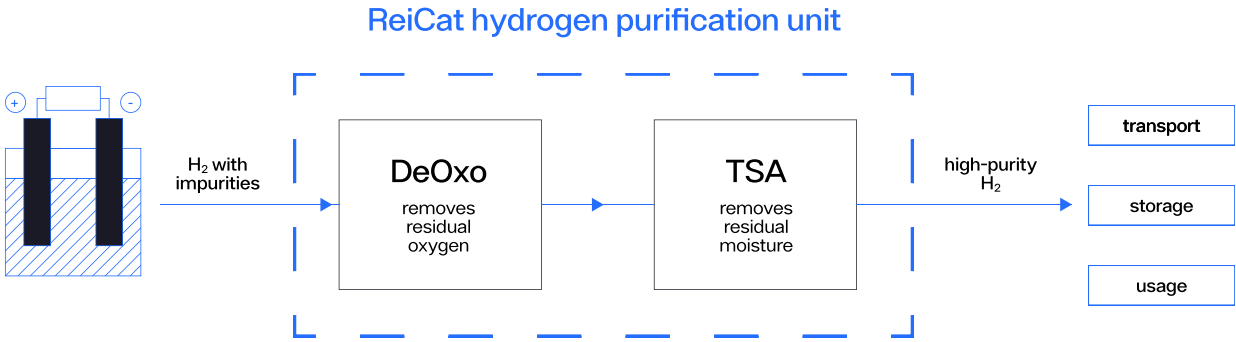 ReiCat hydrogen purification unit
+
-
H₂ with
impurities
DeOxo
removes
residual
oxygen
TSA
removes
residual
moisture
high-purity
H₂
transport
storage
usage